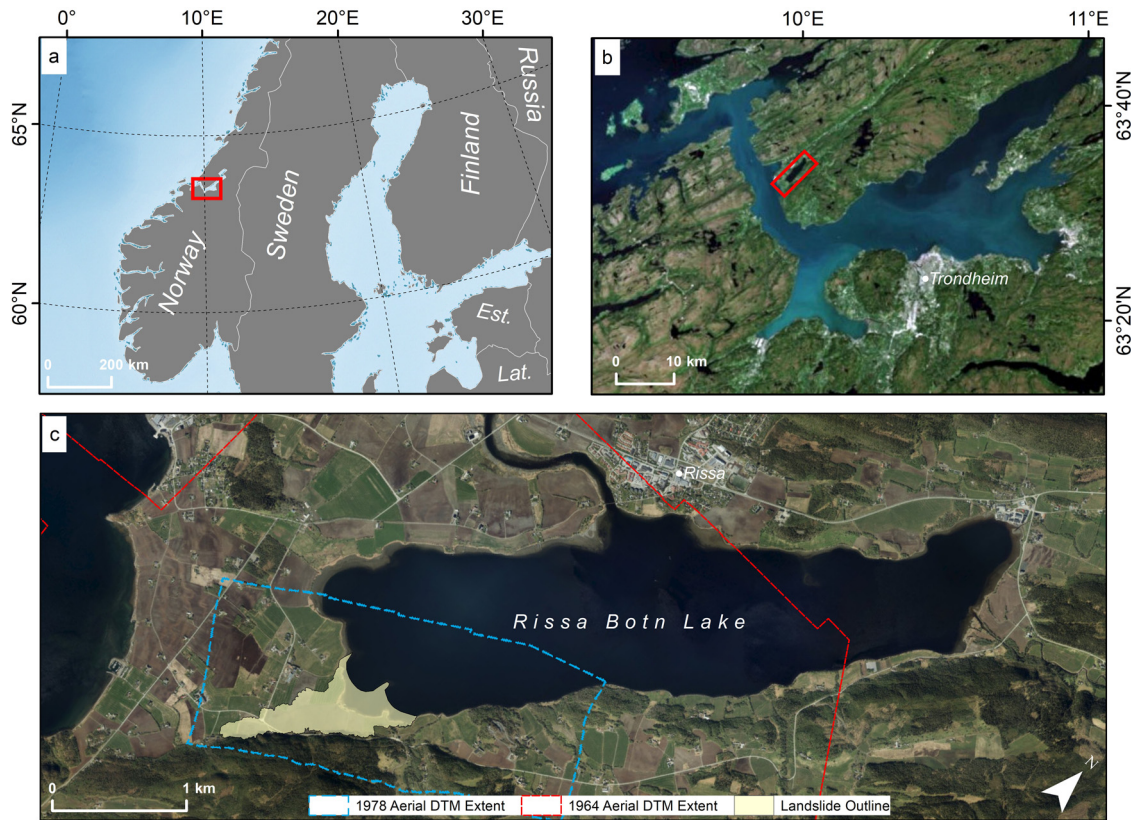 0° 10°E 20°E 30°E
a
65°N
60°N
Norway
Sweden
Finland
Russia
Est.
Lat.
0 200 km
10°E 11°E
b
63°40'N
63°20'N
Trondheim
0 10 km
c
Rissa
Rissa Botn Lake
0 1 km
N
1978 Aerial DTM Extent 1964 Aerial DTM Extent Landslide Outline